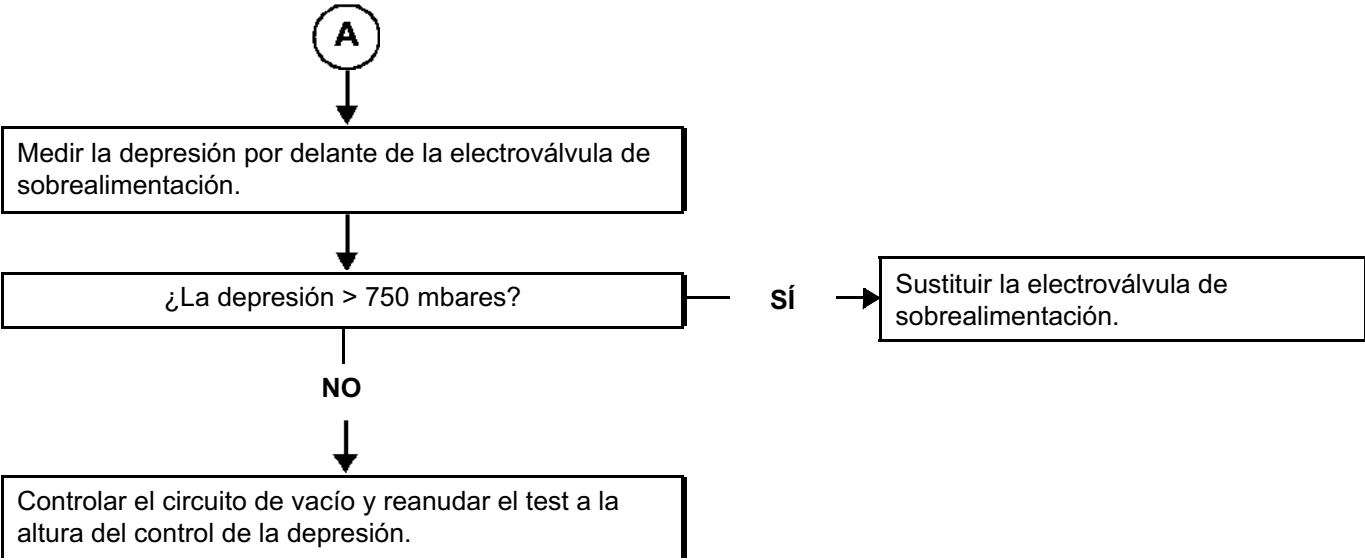 A
Medir la depresión por delante de la electroválvula de
sobrealimentación.
¿La depresión > 750 mbares?
SÍ
Sustituir la electroválvula de
sobrealimentación.
NO
Controlar el circuito de vacío y reanudar el test a la
altura del control de la depresión.